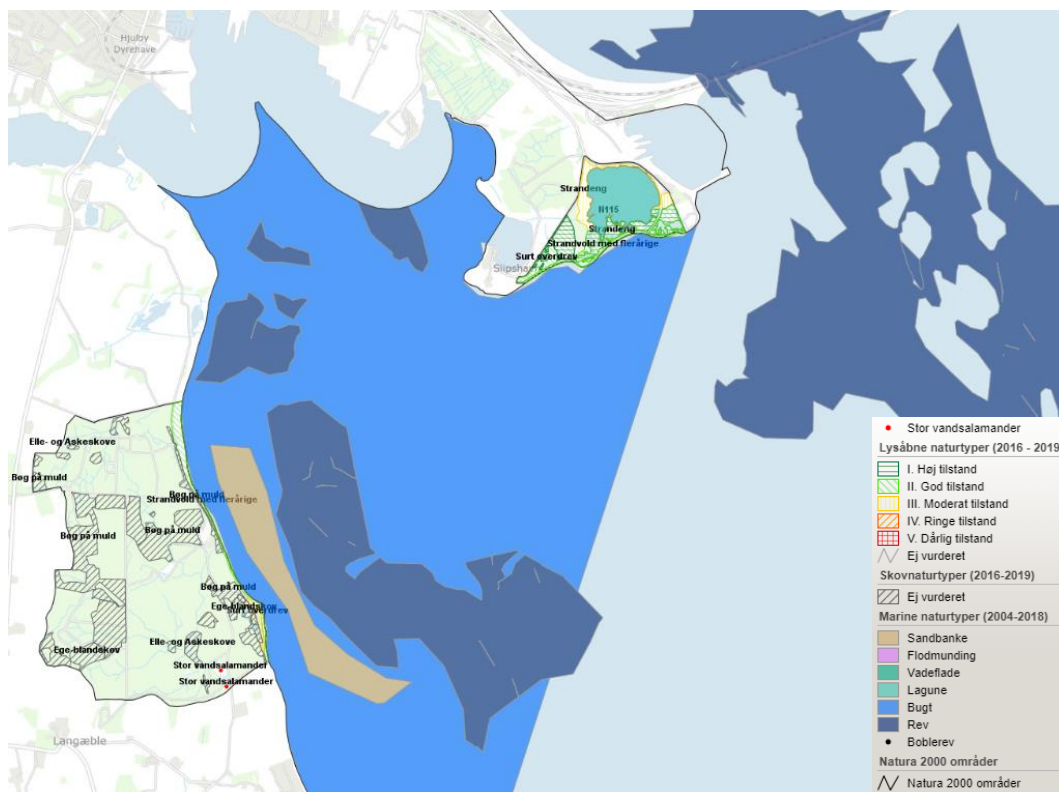 Hjulby
Dyrehave
Strandeng
N115
Strandeng
Strandvold med flerårige
Surt overdrev
Elle- og Askeskove
Bøg på muld
Bøg på muld
Strandvold med flerårige
Bøg på muld
Bøg på muld
Bøg på muld
Ege-blandskov
Surt overdrev
Ege-blandskov
Elle- og Askeskove
Stor vandsalamander
Stor vandsalamander
Langæble
Stor vandsalamander
Lysåbne naturtyper (2016 - 2019
I. Høj tilstand
II. God tilstand
III. Moderat tilstand
IV. Ringe tilstand
V. Dårlig tilstand
Ej vurderet
Skovnaturtyper (2016-2019)
Ej vurderet
Marine naturtyper (2004-2018)
Sandbanke
Flodmunding
Vadeflade
Lagune
Bugt
Rev
Boblerev
Natura 2000 områder
Natura 2000 områder